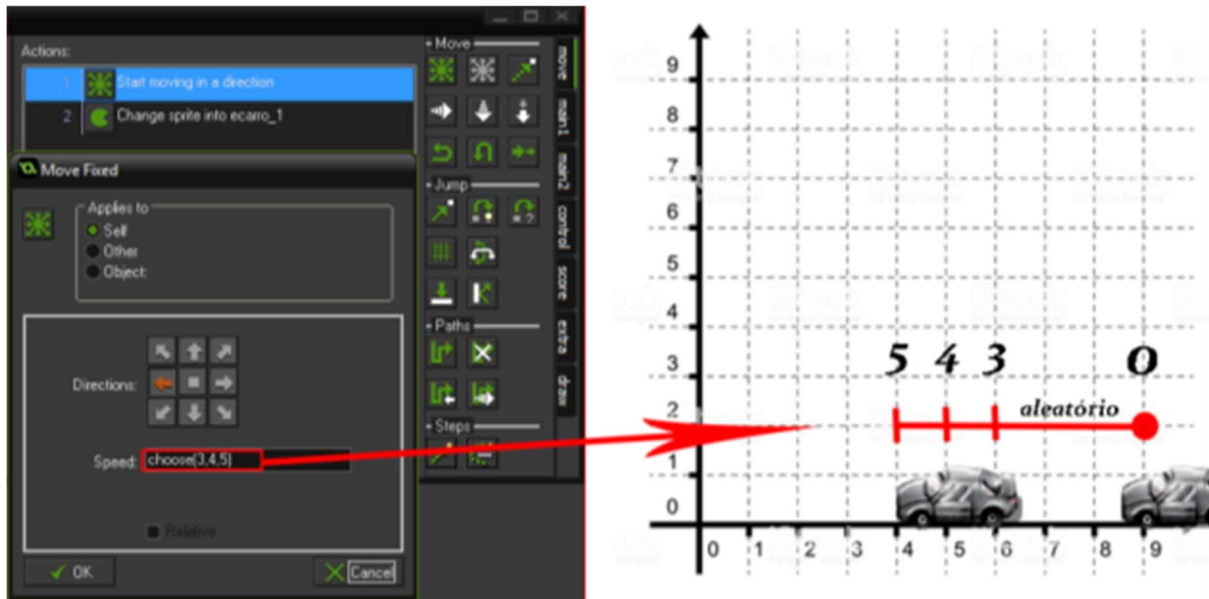 Actions:
1 Start moving in a direction
2 Change sprite into ecarro_1
Move Fixed
Applies to
Self
Other
Object:
Directions:
Speed: choose(3,4,5)
Relative
OK
Cancel
Move
Jump
Paths
Steps
move
main1
main2
control
score
extra
draw
9
8
7
6
5
4
3
2
1
0
5 4 3 0
aleatório
0 1 2 3 4 5 6 7 8 9